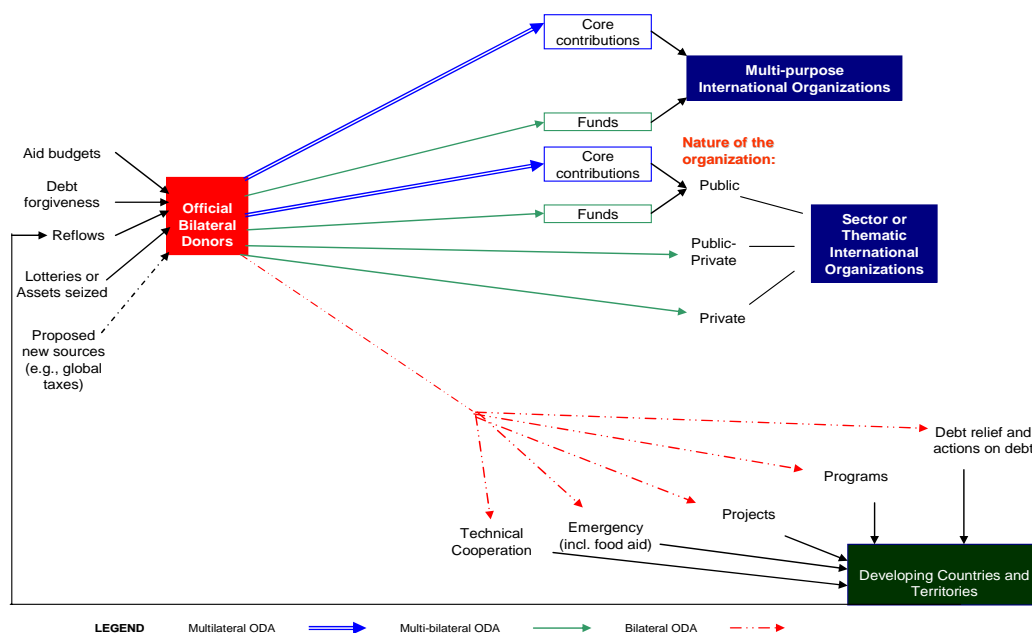 Core
contributions
Multi-purpose
International Organizations
Funds
Aid budgets
Core
contributions
Nature of the
organization:
Debt
forgiveness
Official
Bilateral
Donors
Public
Funds
Reflows
Sector or
Thematic
International
Organizations
Public-
Private
Lotteries or
Assets seized
Private
Proposed
new sources
(e.g., global
taxes)
Debt relief and
actions on debt
Programs
Projects
Technical
Cooperation
Emergency
(incl. food aid)
Developing Countries and
Territories
LEGEND Multilateral ODA Multi-bilateral ODA Bilateral ODA